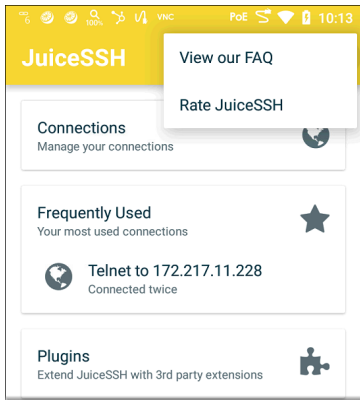 100%
VNC
PoE
10:13
JuiceSSH
View our FAQ
Rate JuiceSSH
Connections
Manage your connections
Frequently Used
Your most used connections
Telnet to 172.217.11.228
Connected twice
Plugins
Extend JuiceSSH with 3rd party extensions